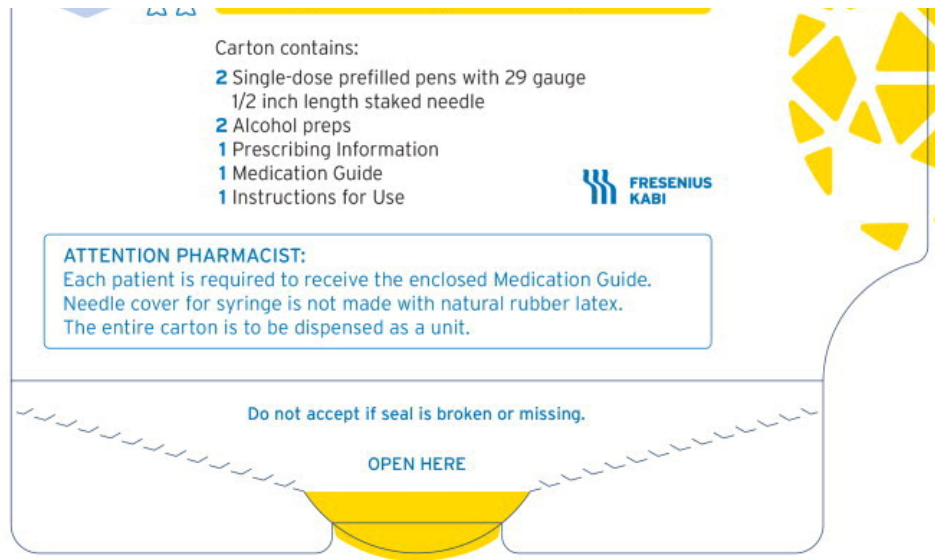 Carton contains:
2 Single-dose prefilled pens with 29 gauge
1/2 inch length staked needle
2 Alcohol preps
1 Prescribing Information
1 Medication Guide
1 Instructions for Use
FRESENIUS
KABI
ATTENTION PHARMACIST:
Each patient is required to receive the enclosed Medication Guide.
Needle cover for syringe is not made with natural rubber latex.
The entire carton is to be dispensed as a unit.
Do not accept if seal is broken or missing.
OPEN HERE